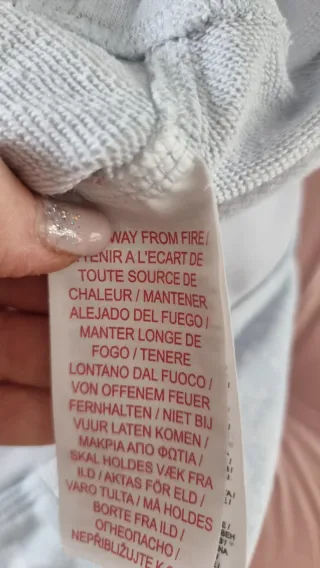 WAY FROM FIRE /
TENIR A L'ECART DE
TOUTE SOURCE DE
CHALEUR / MANTENER
ALEJADO DEL FUEGO /
MANTER LONGE DE
FOGO / TENERE
LONTANO DAL FUOCO /
VON OFFENEM FEUER
FERNHALTEN / NIET BIJ
VUUR LATEN KOMEN /
ΜΑΚΡΙΑ ΑΠΟ ΦΩΤΙΑ /
SKAL HOLDES VÆK FRA
ILD / AKTAS FÖR ELD /
VARO TULTA / MÅ HOLDES
BORTE FRA ILD /
ОГНЕОПАСНО /
NEPŘIBLIŽUJTE K